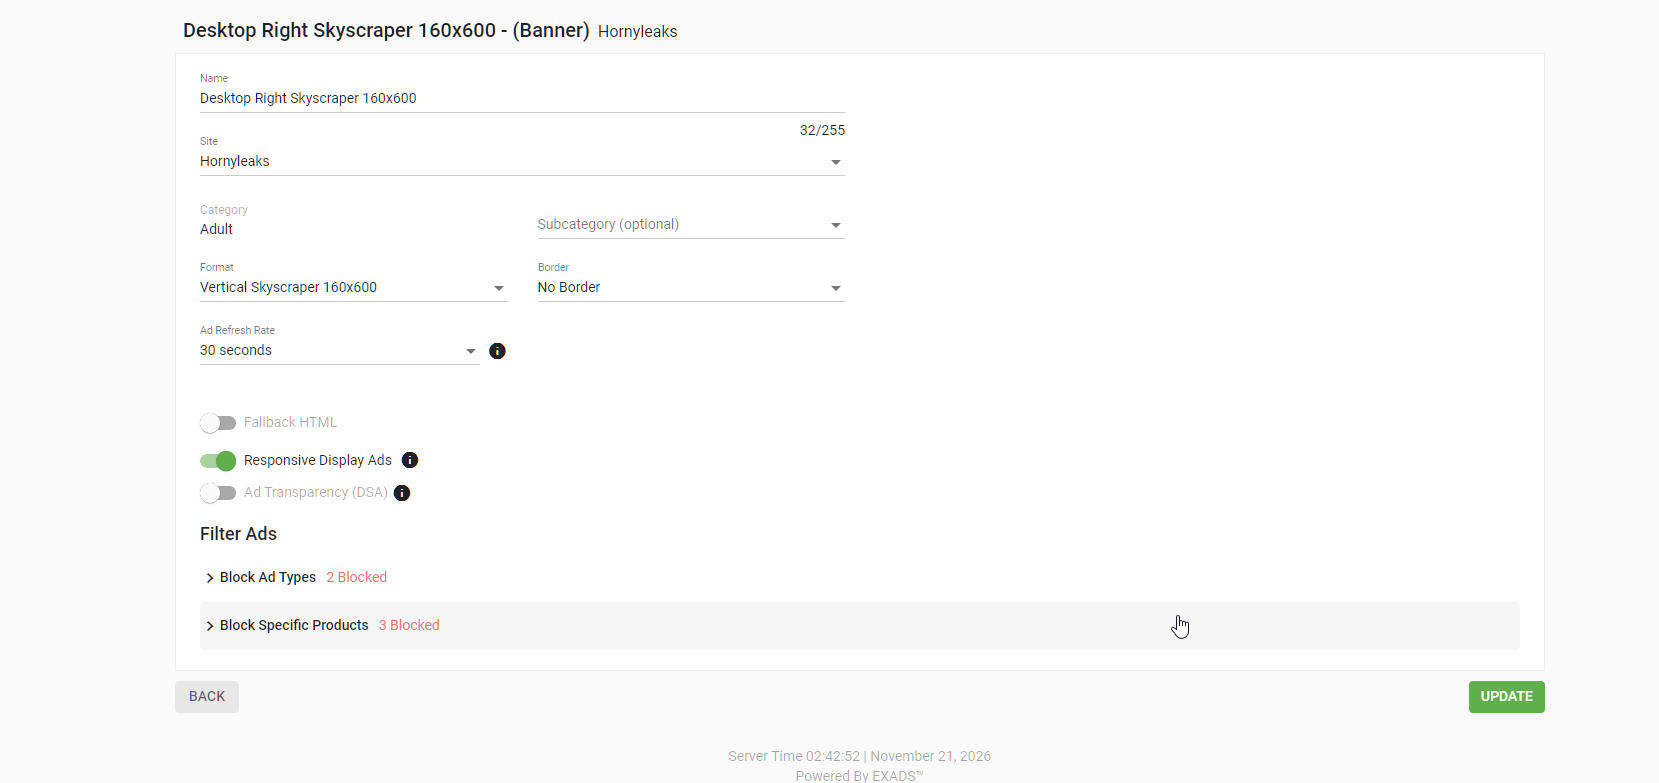 Desktop Right Skyscraper 160x600 - (Banner) Hornyleaks
Name
Desktop Right Skyscraper 160x600
32/255
Site
Hornyleaks
Category
Adult
Subcategory (optional)
Format
Vertical Skyscraper 160x600
Border
No Border
Ad Refresh Rate
30 seconds
Fallback HTML
Responsive Display Ads
Ad Transparency (DSA)
Filter Ads
Block Ad Types 2 Blocked
Block Specific Products 3 Blocked
BACK
UPDATE
Server Time 02:42:52 | November 21, 2026
Powered By EXADS™